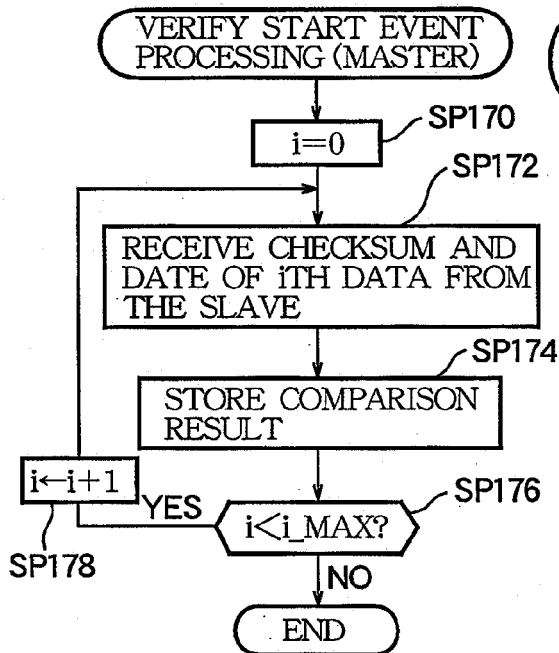 VERIFY START EVENT
PROCESSING (MASTER)
SP170
i=0
SP172
RECEIVE CHECKSUM AND
DATE OF iTH DATA FROM
THE SLAVE
SP174
STORE COMPARISON
RESULT
i←i+1
YES
SP176
i<i_MAX?
SP178
NO
END